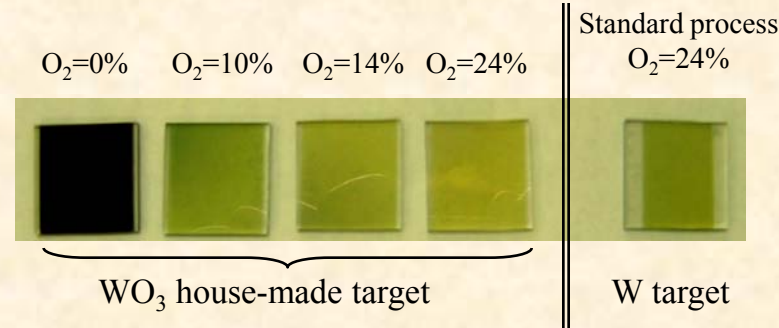 Standard process
O₂=0% O₂=10% O₂=14% O₂=24% O₂=24%
WO₃ house-made target W target